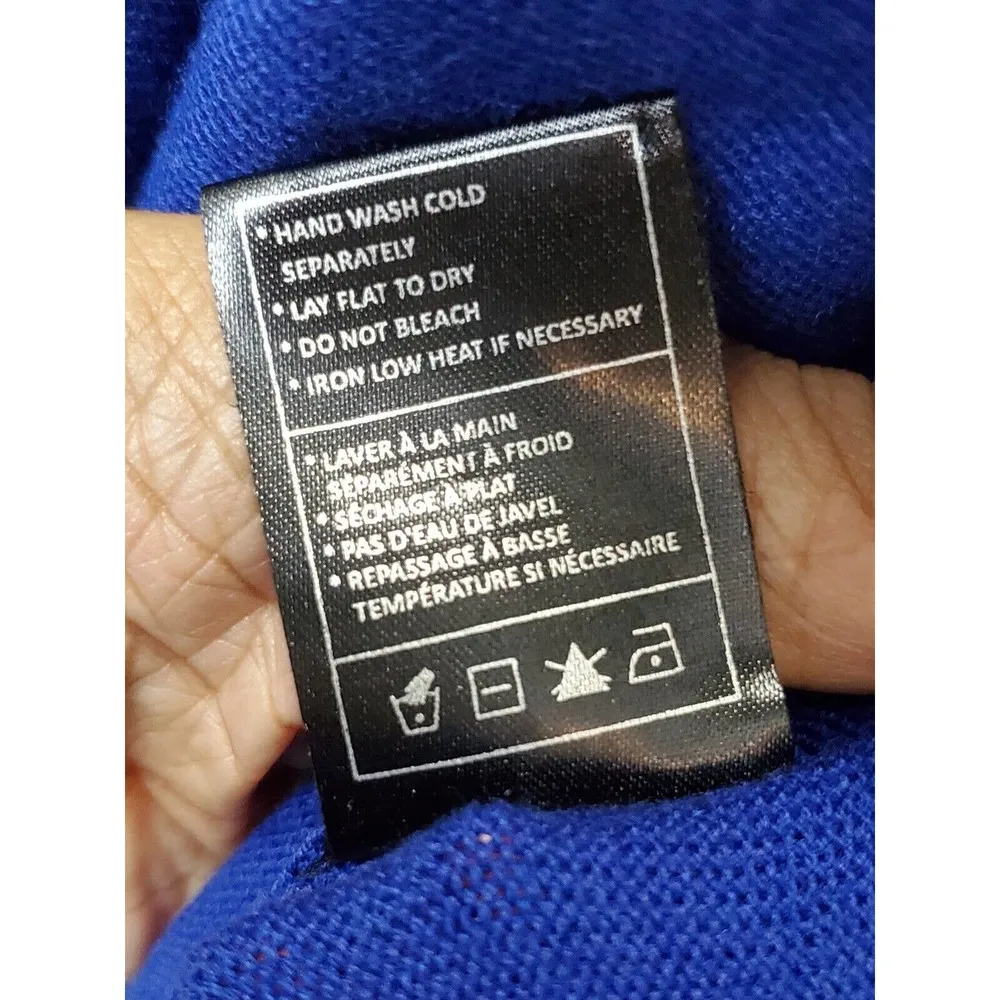 • HAND WASH COLD
SEPARATELY
• LAY FLAT TO DRY
• DO NOT BLEACH
• IRON LOW HEAT IF NECESSARY
• LAVER À LA MAIN
SÉPARÉMENT À FROID
• SÉCHAGE À PLAT
• PAS D'EAU DE JAVEL
• REPASSAGE À BASSE
TEMPÉRATURE SI NÉCESSAIRE